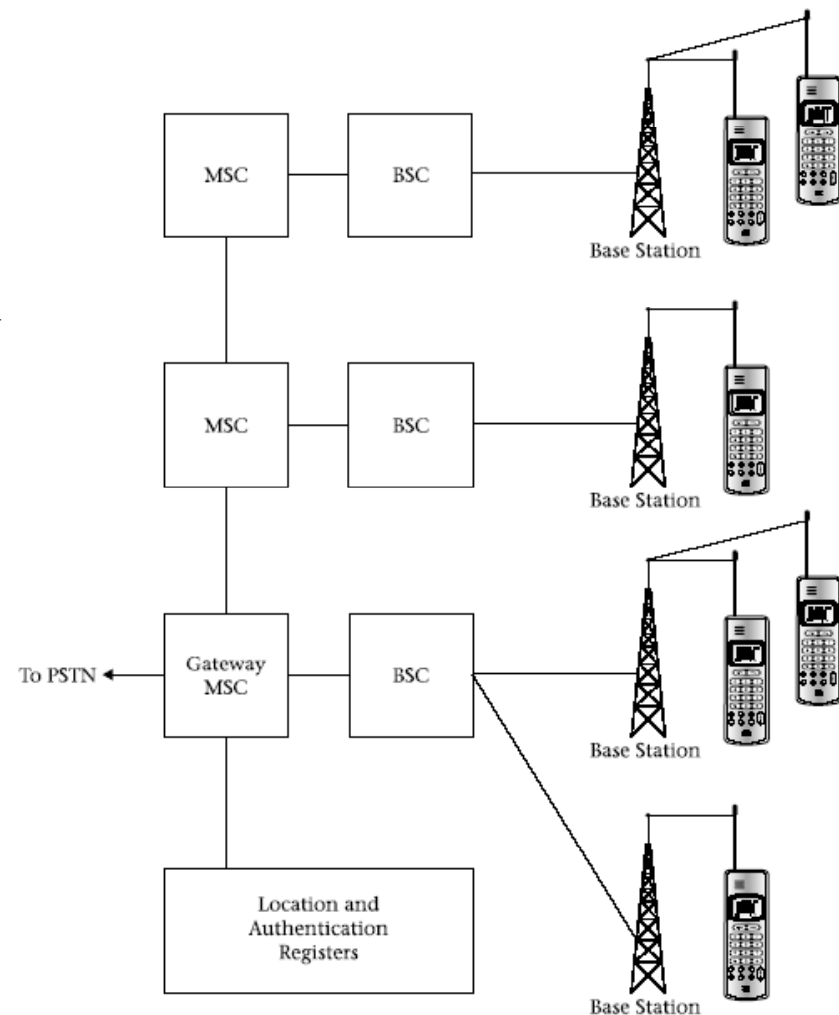 MSC
BSC
Base Station
MSC
BSC
Base Station
To PSTN
Gateway
MSC
BSC
Base Station
Location and
Authentication
Registers
Base Station